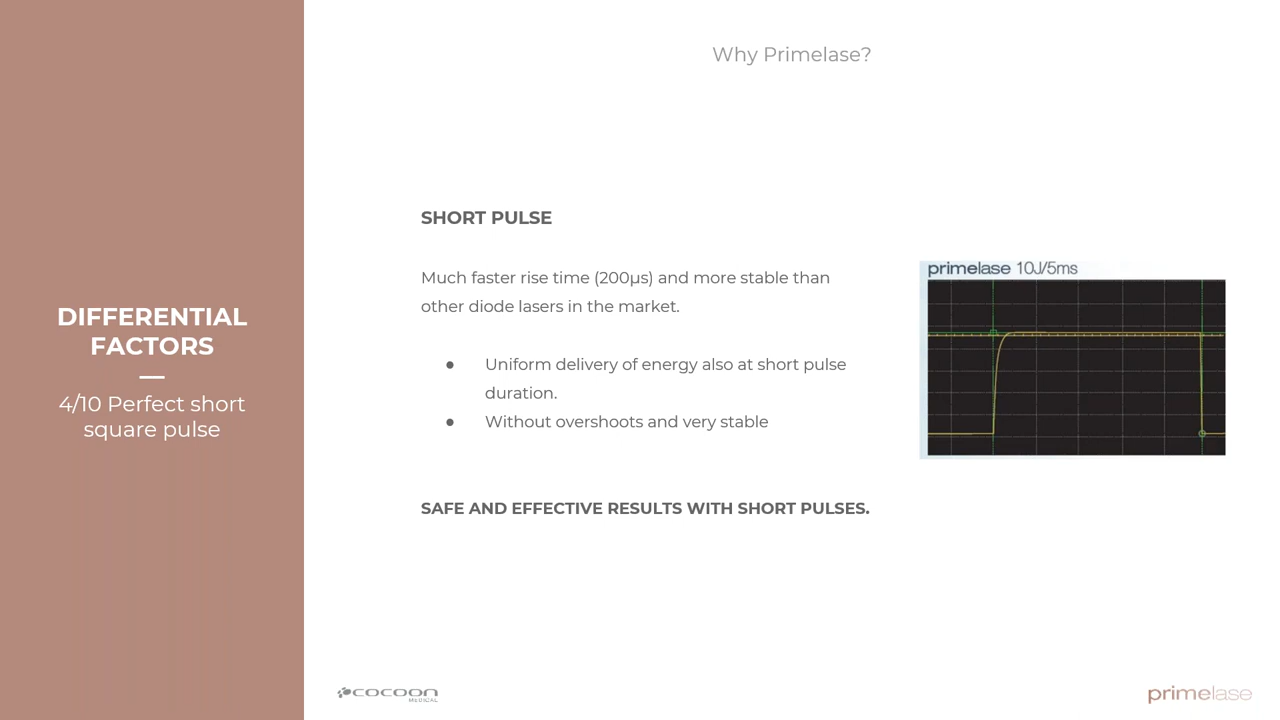 Why Primelase?
DIFFERENTIAL
FACTORS
4/10 Perfect short
square pulse
SHORT PULSE
Much faster rise time (200µs) and more stable than
other diode lasers in the market.
● Uniform delivery of energy also at short pulse
duration.
● Without overshoots and very stable
SAFE AND EFFECTIVE RESULTS WITH SHORT PULSES.
primelase 10J/5ms
cocoon
MEDICAL
primelase